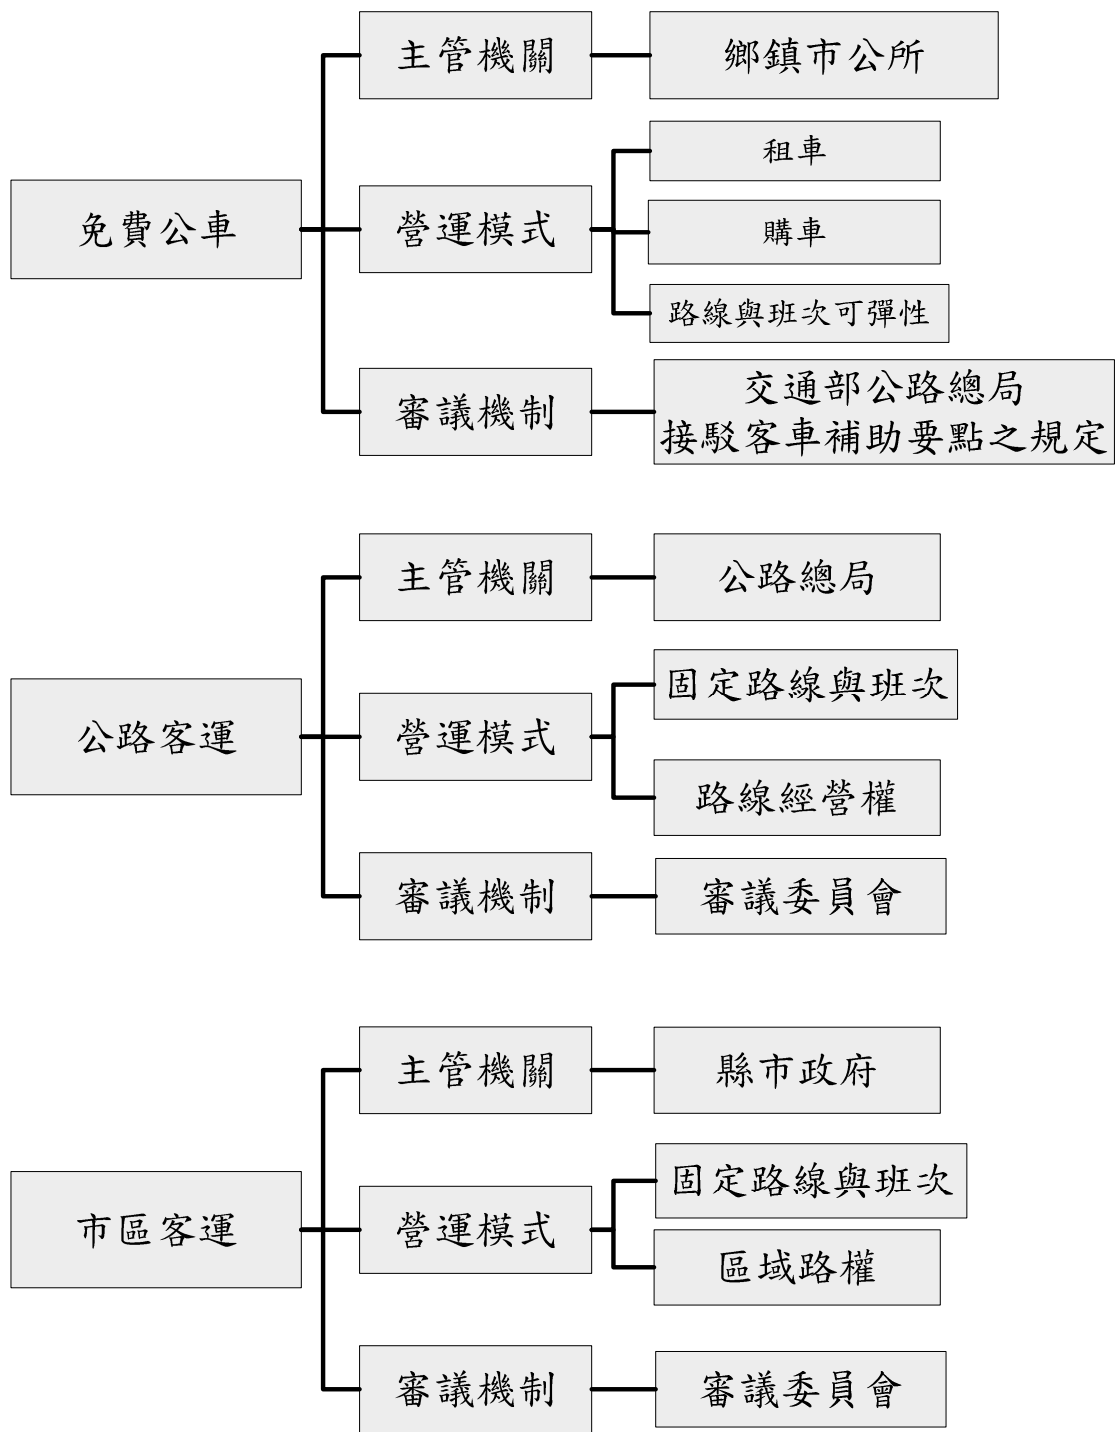 免費公車
主管機關
鄉鎮市公所
營運模式
租車
購車
路線與班次可彈性
審議機制
交通部公路總局
接駁客車補助要點之規定
公路客運
主管機關
公路總局
營運模式
固定路線與班次
路線經營權
審議機制
審議委員會
市區客運
主管機關
縣市政府
營運模式
固定路線與班次
區域路權
審議機制
審議委員會